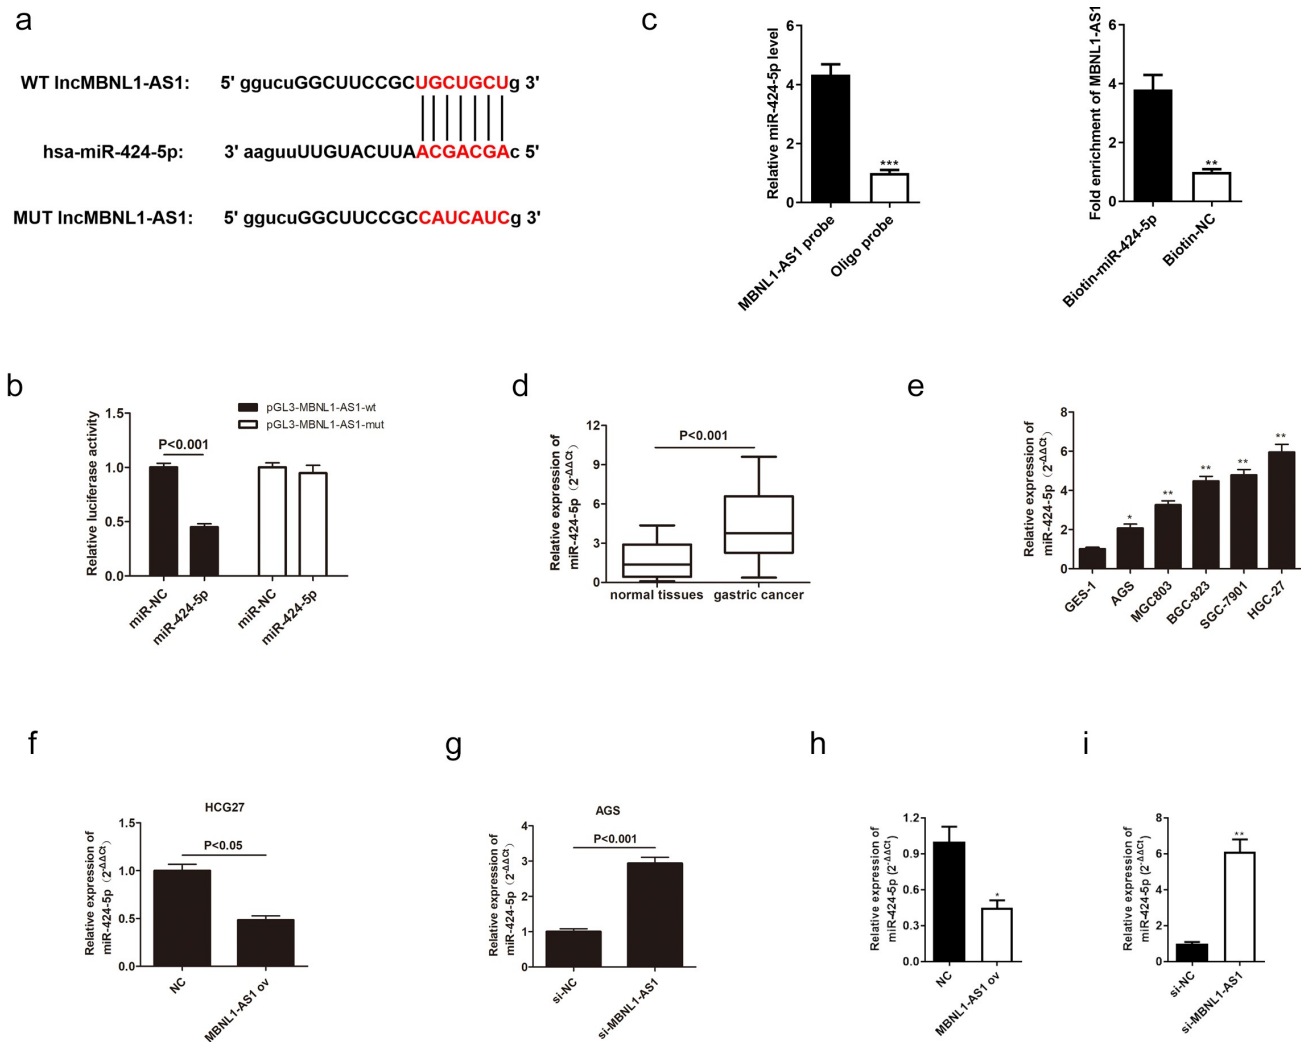 a
WT lncMBNL1-AS1: 5' ggucuGGCUUCCGCUGCUGCUg 3'
hsa-miR-424-5p: 3' aaguuUUGUACUUAACGACGAc 5'
MUT lncMBNL1-AS1: 5' ggucuGGCUUCCGCCAUCAUCg 3'
c
Relative miR-424-5p level
6
4
2
0
***
MBNL1-AS1 probe
Oligo probe
Fold enrichment of MBNL1-AS1
6
4
2
0
**
Biotin-miR-424-5p
Biotin-NC
b
Relative luciferase activity
1.5
1.0
0.5
0.0
P<0.001
pGL3-MBNL1-AS1-wt
pGL3-MBNL1-AS1-mut
miR-NC
miR-424-5p
miR-NC
miR-424-5p
d
Relative expression of
miR-424-5p（2-ΔΔCt）
12
9
6
3
0
P<0.001
normal tissues
gastric cancer
e
Relative expression of
miR-424-5p（2-ΔΔCt）
8
6
4
2
0
*
**
**
**
**
GES-1
AGS
MGC803
BGC-823
SGC-7901
HGC-27
f
HCG27
Relative expression of
miR-424-5p（2-ΔΔCt）
1.5
1.0
0.5
0.0
P<0.05
NC
MBNL1-AS1 ov
g
AGS
Relative expression of
miR-424-5p（2-ΔΔCt）
4
3
2
1
0
P<0.001
si-NC
si-MBNL1-AS1
h
Relative expression of
miR-424-5p (2-ΔΔCt)
1.2
0.9
0.6
0.3
0.0
*
NC
MBNL1-AS1 ov
i
Relative expression of
miR-424-5p (2-ΔΔCt)
8
6
4
2
0
**
si-NC
si-MBNL1-AS1